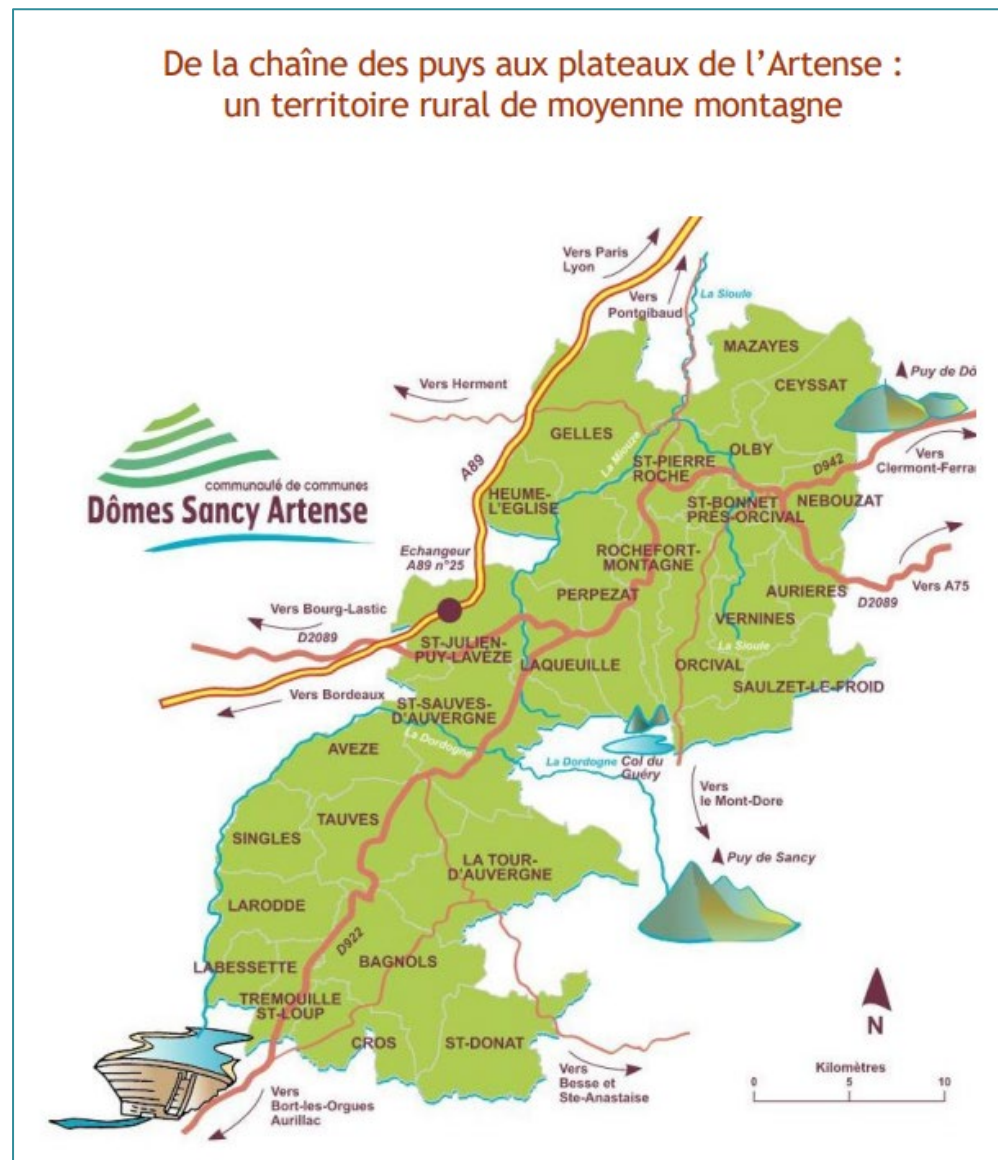 De la chaîne des puys aux plateaux de l’Artense :
un territoire rural de moyenne montagne
Vers Paris
Lyon
Vers
Pontgibaud
La Sioule
MAZAYES
CEYSSAT
Puy de Dô
Vers Herment
GELLES
La Miouze
OLBY
D942
Vers
Clermont-Ferran
A89
ST-PIERRE
ROCHE
communauté de communes
Dômes Sancy Artense
HEUME-
L'EGLISE
ST-BONNET
PRÈS-ORCIVAL
NEBOUZAT
Echangeur
A89 n°25
ROCHEFORT-
MONTAGNE
PERPEZAT
AURIERES
Vers A75
D2089
Vers Bourg-Lastic
D2089
VERNINES
ST-JULIEN-
PUY-LAVÈZE
La Sioule
LAQUEUILLE
ORCIVAL
SAULZET-LE-FROID
Vers Bordeaux
ST-SAUVES-
D'AUVERGNE
AVEZE
La Dordogne
La Dordogne
Col du
Guéry
Vers
le Mont-Dore
TAUVES
SINGLES
Puy de Sancy
LA TOUR-
D'AUVERGNE
LARODDE
D922
BAGNOLS
LABESSETTE
TREMOUILLE
ST-LOUP
CROS
ST-DONAT
N
Kilomètres
0 5 10
Vers
Besse et
Ste-Anastaise
Vers
Bort-les-Orgues
Aurillac